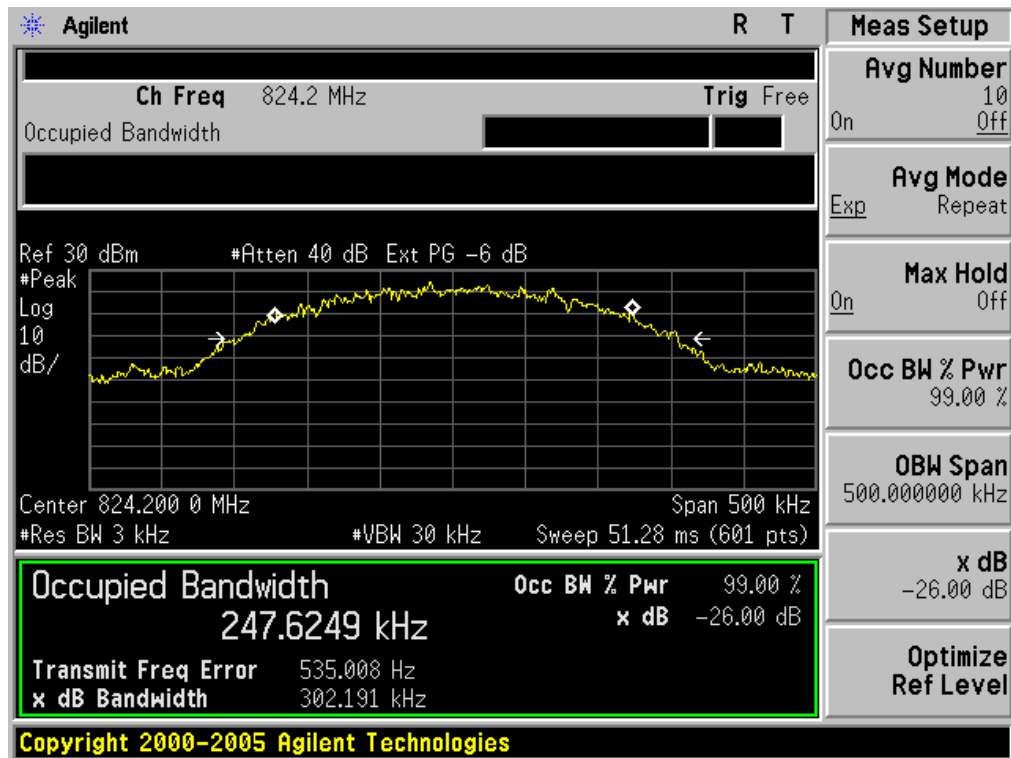 Agilent R T
Ch Freq 824.2 MHz Trig Free
Occupied Bandwidth
Ref 30 dBm #Atten 40 dB Ext PG -6 dB
#Peak
Log
10
dB/
Center 824.200 0 MHz Span 500 kHz
#Res BW 3 kHz #VBW 30 kHz Sweep 51.28 ms (601 pts)
Occupied Bandwidth Occ BW % Pwr 99.00 %
247.6249 kHz x dB -26.00 dB
Transmit Freq Error 535.008 Hz
x dB Bandwidth 302.191 kHz
Copyright 2000-2005 Agilent Technologies
Meas Setup
Avg Number
10
On Off
Avg Mode
Exp Repeat
Max Hold
On Off
Occ BW % Pwr
99.00 %
OBW Span
500.000000 kHz
x dB
-26.00 dB
Optimize
Ref Level